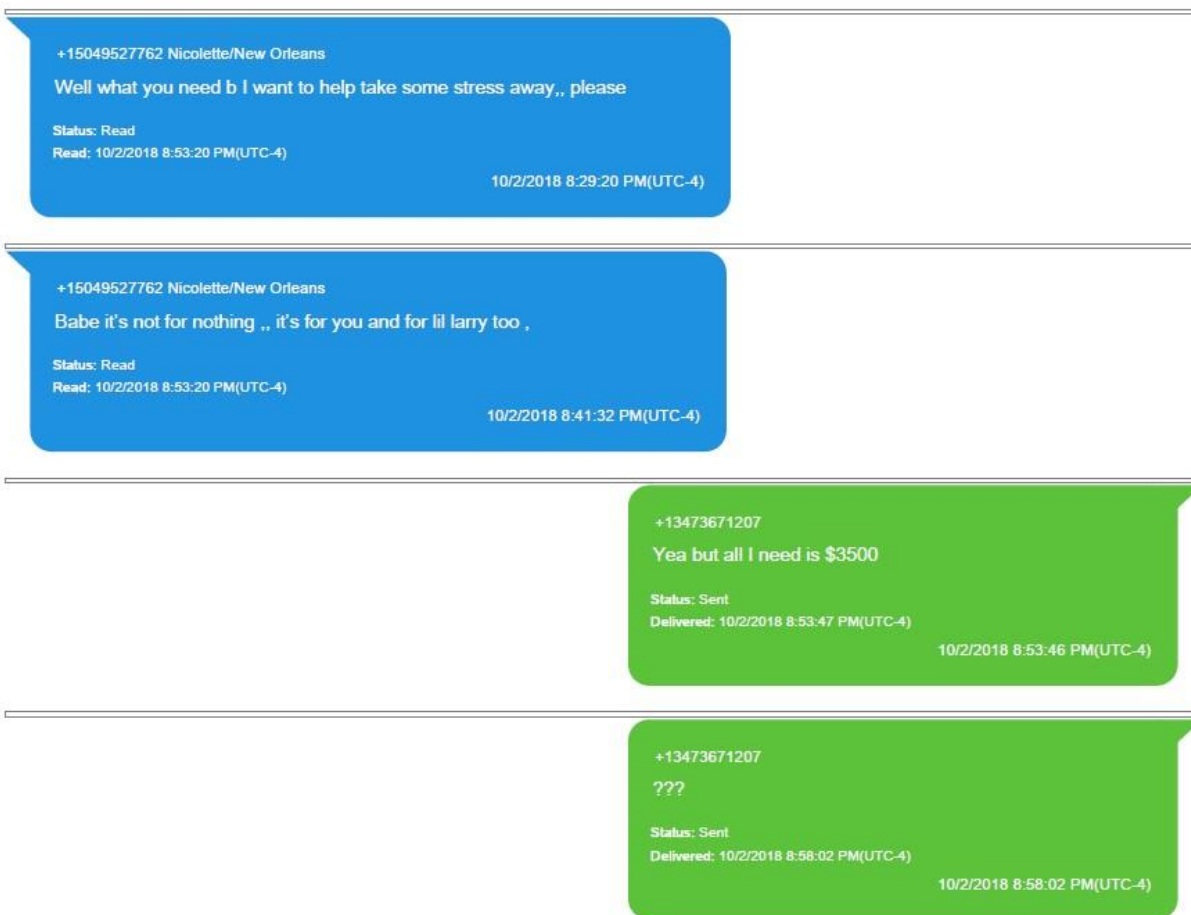 +15049527762 Nicolette/New Orleans
Well what you need b I want to help take some stress away,, please
Status: Read
Read: 10/2/2018 8:53:20 PM(UTC-4)
10/2/2018 8:29:20 PM(UTC-4)
+15049527762 Nicolette/New Orleans
Babe it's not for nothing ,, it's for you and for lil larry too ,
Status: Read
Read: 10/2/2018 8:53:20 PM(UTC-4)
10/2/2018 8:41:32 PM(UTC-4)
+13473671207
Yea but all I need is $3500
Status: Sent
Delivered: 10/2/2018 8:53:47 PM(UTC-4)
10/2/2018 8:53:46 PM(UTC-4)
+13473671207
???
Status: Sent
Delivered: 10/2/2018 8:58:02 PM(UTC-4)
10/2/2018 8:58:02 PM(UTC-4)